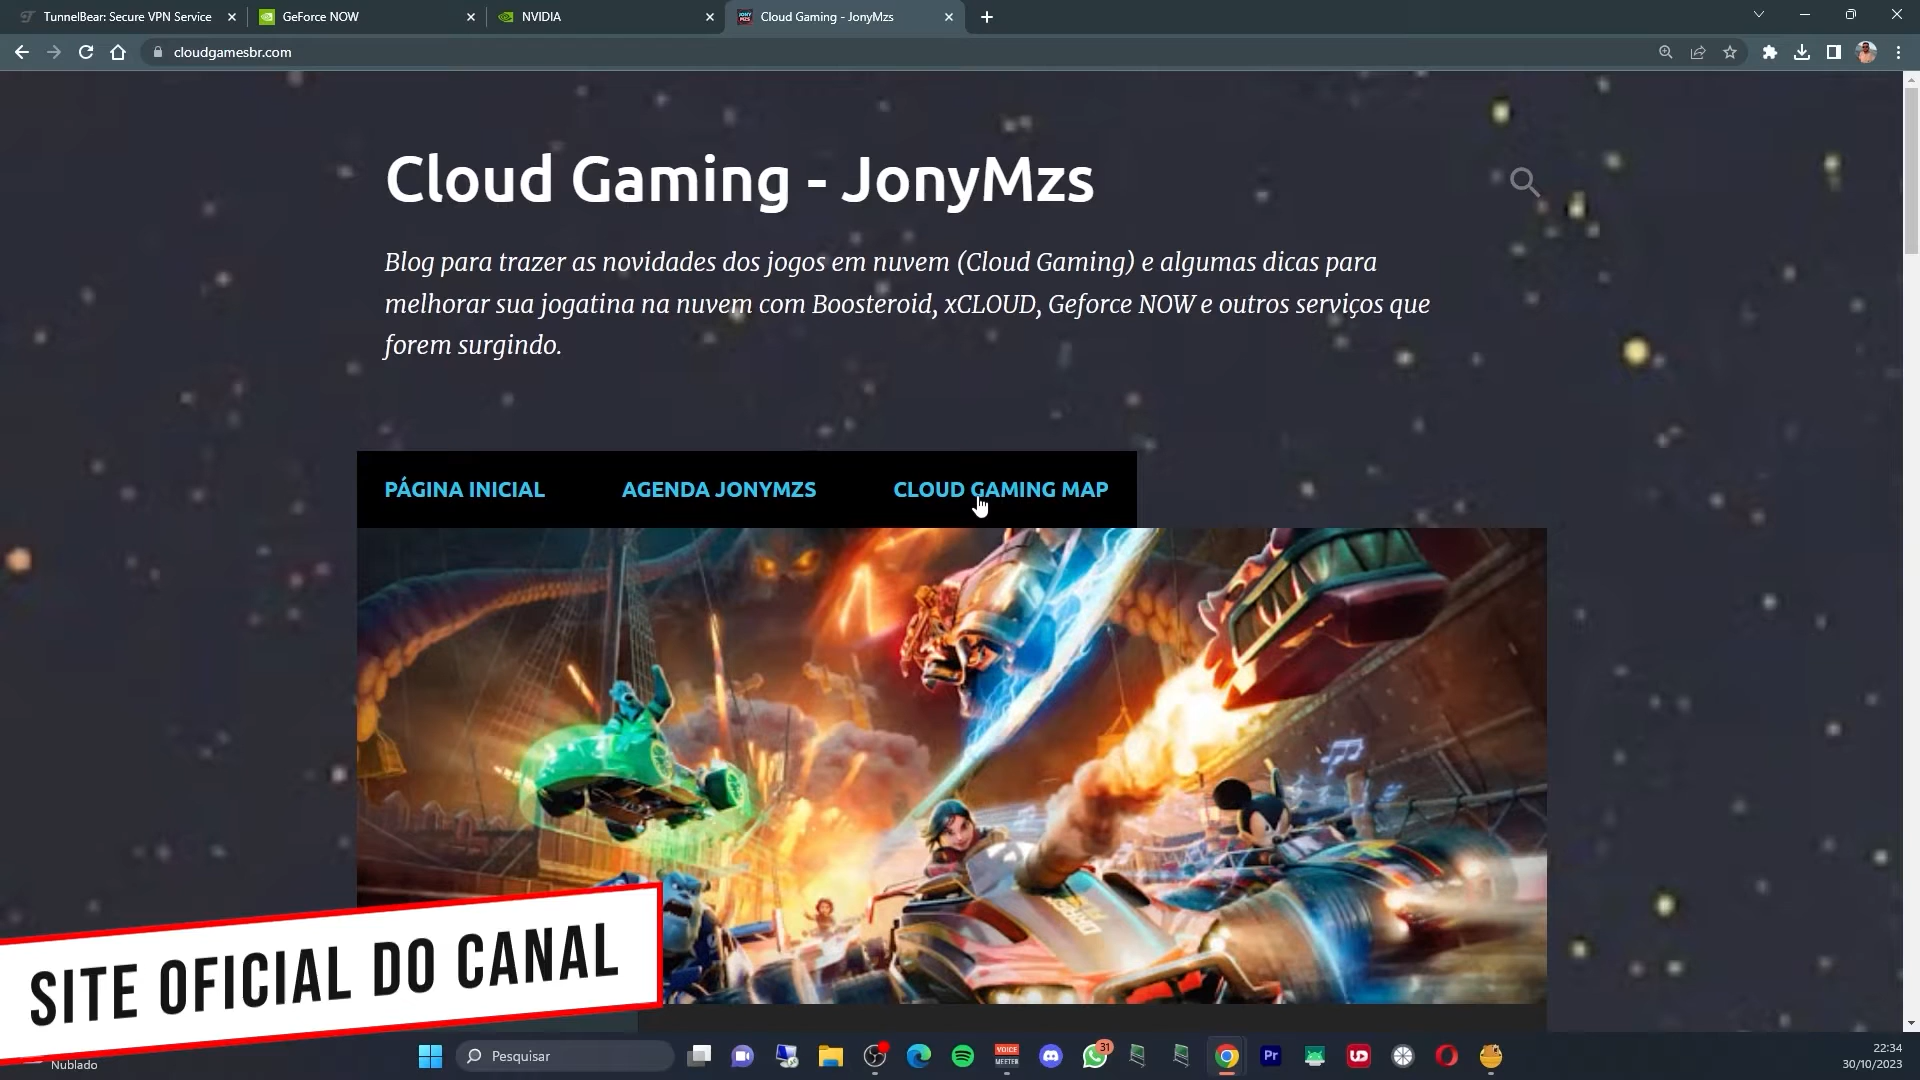 TunnelBear: Secure VPN Service
GeForce NOW
NVIDIA
Cloud Gaming - JonyMzs
cloudgamesbr.com
Cloud Gaming - JonyMzs
Blog para trazer as novidades dos jogos em nuvem (Cloud Gaming) e algumas dicas para
melhorar sua jogatina na nuvem com Boosteroid, xCLOUD, Geforce NOW e outros serviços que
forem surgindo.
PÁGINA INICIAL
AGENDA JONYMZS
CLOUD GAMING MAP
SITE OFICIAL DO CANAL
Nublado
Pesquisar
VOICE
MEETER
31
Pr
22:34
30/10/2023